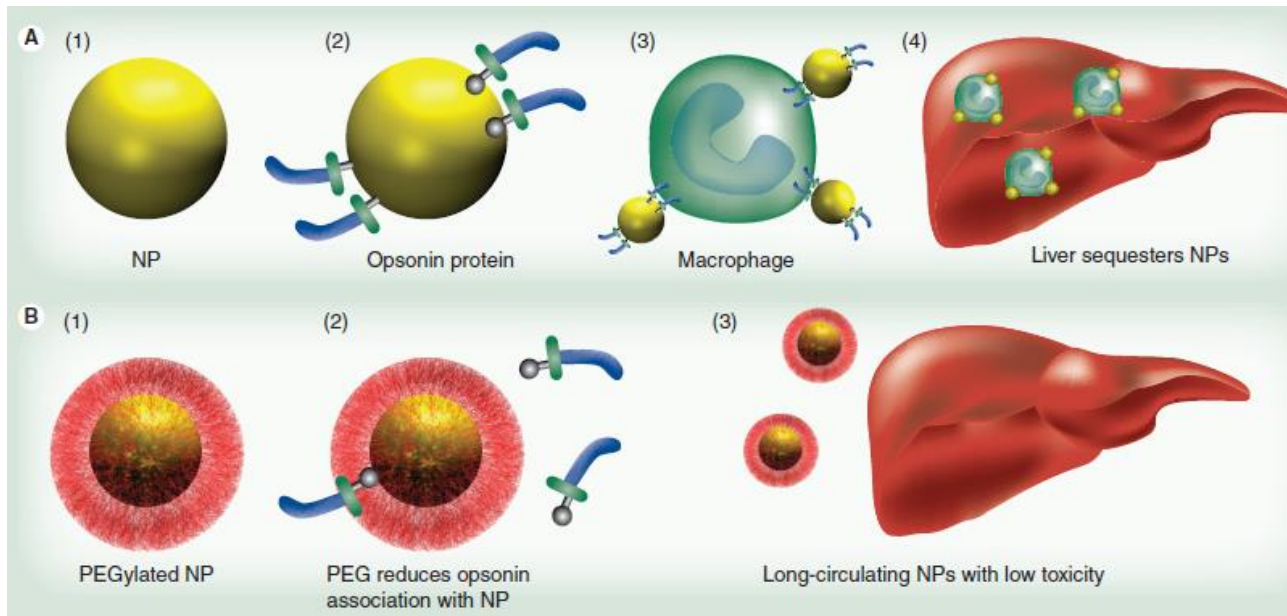 A
(1)
(2)
(3)
(4)
NP
Opsonin protein
Macrophage
Liver sequesters NPs
B
(1)
(2)
(3)
PEGylated NP
PEG reduces opsonin
association with NP
Long-circulating NPs with low toxicity